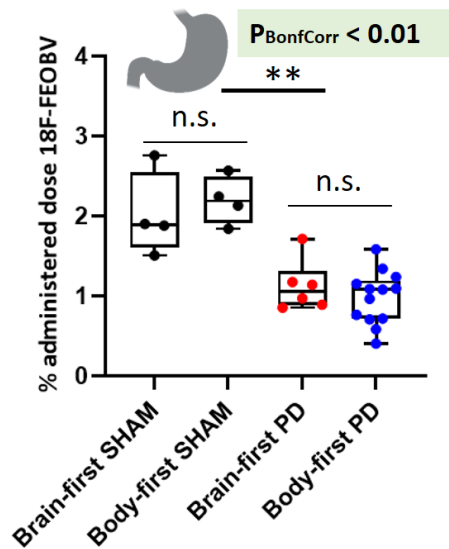 PBonfCorr < 0.01
**
n.s.
n.s.
% administered dose 18F-FEOBV
4
3
2
1
0
Brain-first SHAM
Body-first SHAM
Brain-first PD
Body-first PD